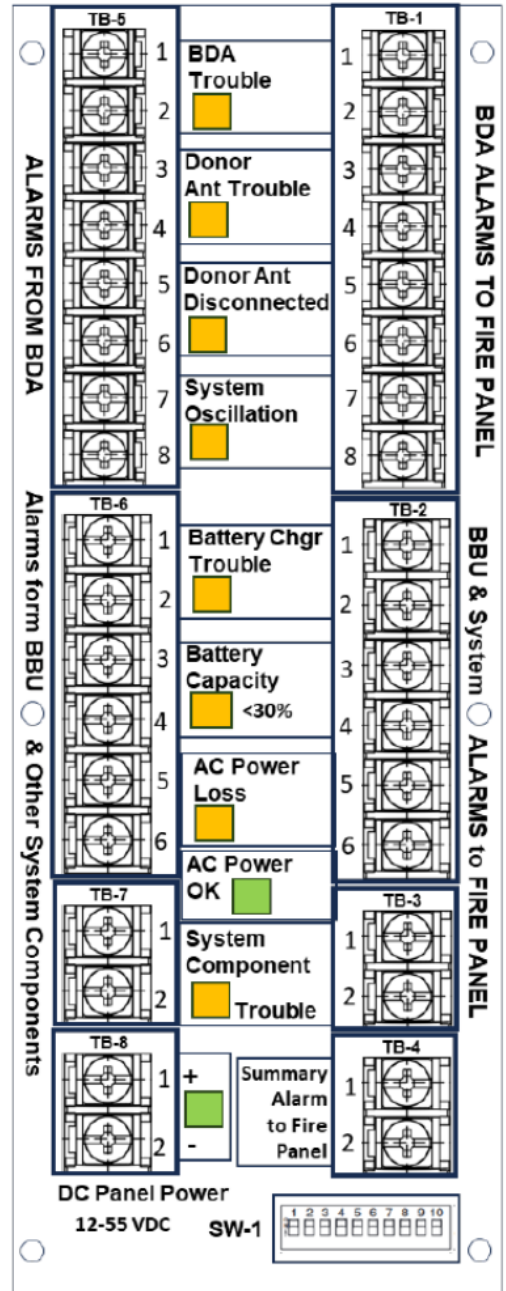 TB-5
1
2
3
4
5
6
7
8
ALARMS FROM BDA
BDA
Trouble
Donor
Ant Trouble
Donor Ant
Disconnected
System
Oscillation
TB-1
1
2
3
4
5
6
7
8
BDA ALARMS TO FIRE PANEL
TB-6
1
2
3
4
5
6
Alarms form BBU & Other System Components
Battery Chgr
Trouble
Battery
Capacity
<30%
AC Power
Loss
AC Power
OK
TB-2
1
2
3
4
5
6
BBU & System ALARMS to FIRE PANEL
TB-7
1
2
System
Component
Trouble
TB-3
1
2
TB-8
1
2
+
-
Summary
Alarm
to Fire
Panel
TB-4
1
2
DC Panel Power
12-55 VDC
SW-1
1 2 3 4 5 6 7 8 9 10